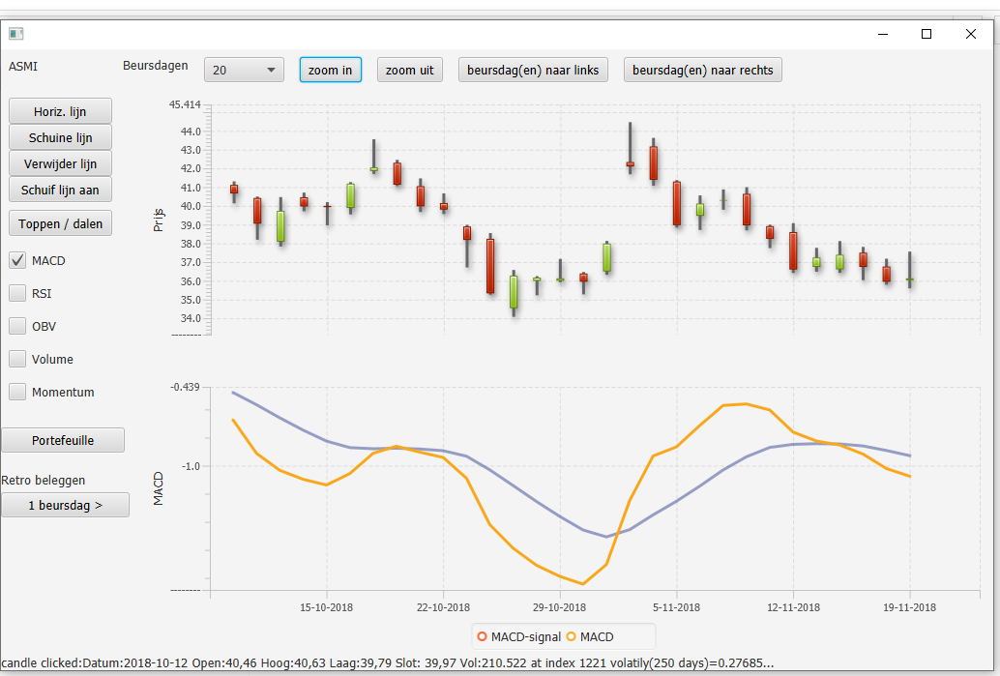 ASMI
Beursdagen
20
zoom in
zoom uit
beursdag(en) naar links
beursdag(en) naar rechts
Horiz. lijn
Schuine lijn
Verwijder lijn
Schuif lijn aan
Toppen / dalen
MACD
RSI
OBV
Volume
Momentum
Portefeuille
Retro beleggen
1 beursdag >
Prijs
45.414
44.0
43.0
42.0
41.0
40.0
39.0
38.0
37.0
36.0
35.0
34.0
--------
MACD
-0.439
-1.0
--------
15-10-2018 22-10-2018 29-10-2018 5-11-2018 12-11-2018 19-11-2018
MACD-signal MACD
candle clicked:Datum:2018-10-12 Open:40,46 Hoog:40,63 Laag:39,79 Slot: 39,97 Vol:210.522 at index 1221 volatily(250 days)=0.27685...